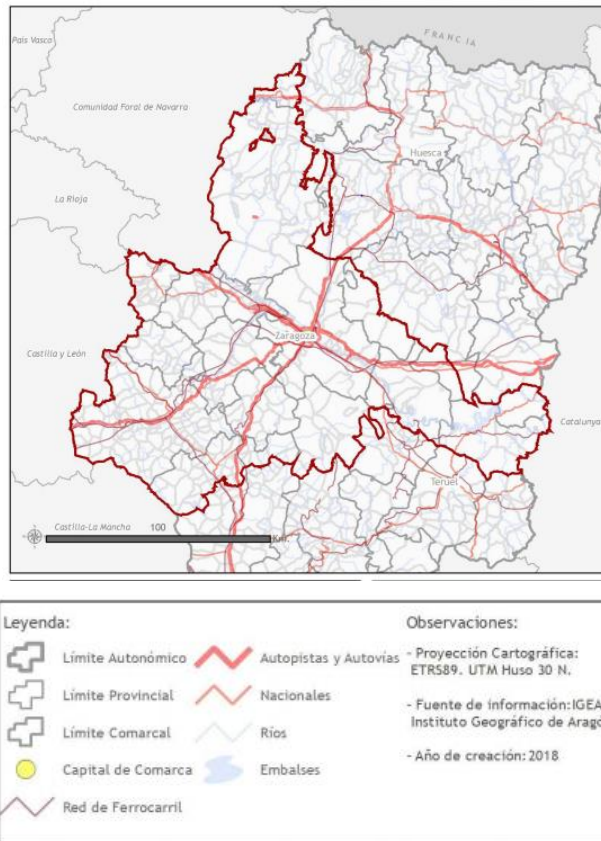 FRANCIA
País Vasco
Comunidad Foral de Navarra
Huesca
La Rioja
Zaragoza
Castilla y León
Catalunya
Teruel
Castilla-La Mancha
100
Km.
Leyenda:
Límite Autonómico
Límite Provincial
Límite Comarcal
Capital de Comarca
Red de Ferrocarril
Autopistas y Autovías
Nacionales
Ríos
Embalses
Observaciones:
- Proyección Cartográfica:
ETRS89. UTM Huso 30 N.
- Fuente de información:IGEA
Instituto Geográfico de Aragó
- Año de creación:2018